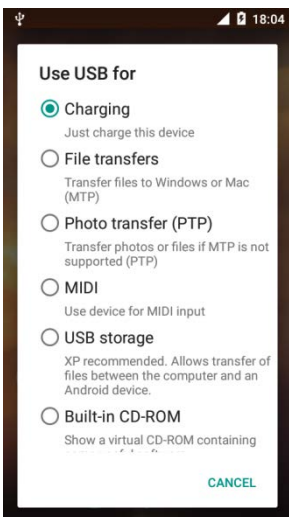 18:04
Use USB for
Charging
Just charge this device
File transfers
Transfer files to Windows or Mac
(MTP)
Photo transfer (PTP)
Transfer photos or files if MTP is not
supported (PTP)
MIDI
Use device for MIDI input
USB storage
XP recommended. Allows transfer of
files between the computer and an
Android device.
Built-in CD-ROM
Show a virtual CD-ROM containing
CANCEL